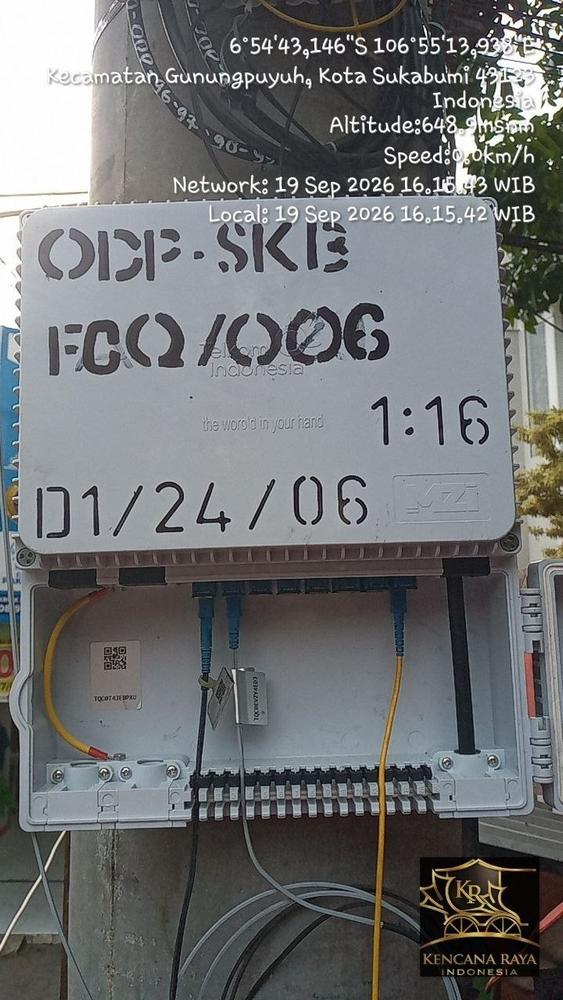 6°54'43,146"S 106°55'13,938"E
Kecamatan Gunungpuyuh, Kota Sukabumi 43123
Indonesia
Altitude:648.9msnm
Speed:0.0km/h
Network: 19 Sep 2026 16.15.43 WIB
Local: 19 Sep 2026 16.15.42 WIB
ODP-SKB
/006
Telkom
Indonesia
the world in your hand
1:16
D1/24/06
MZi
KR
KENCANA RAYA
INDONESIA